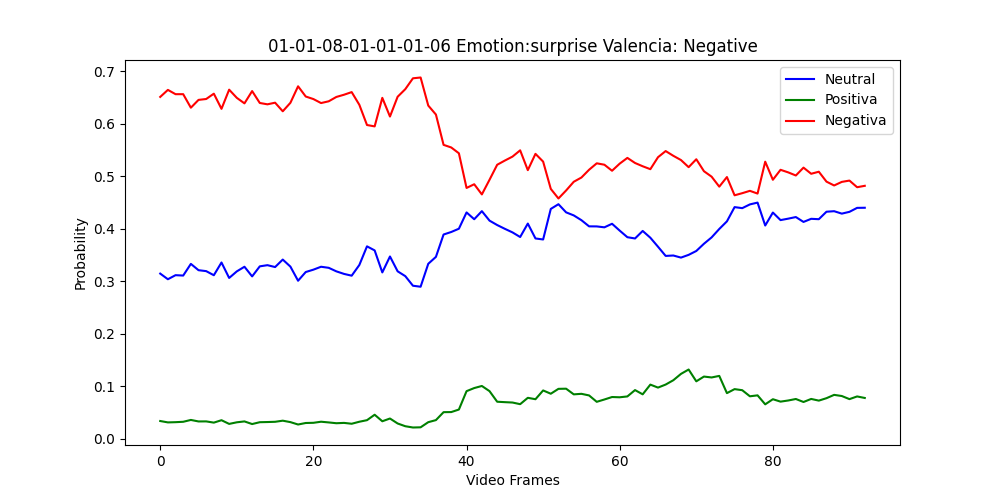 01-01-08-01-01-01-06 Emotion:surprise Valencia: Negative
Neutral
Positiva
Negativa
Probability
0.7
0.6
0.5
0.4
0.3
0.2
0.1
0.0
0 20 40 60 80
Video Frames